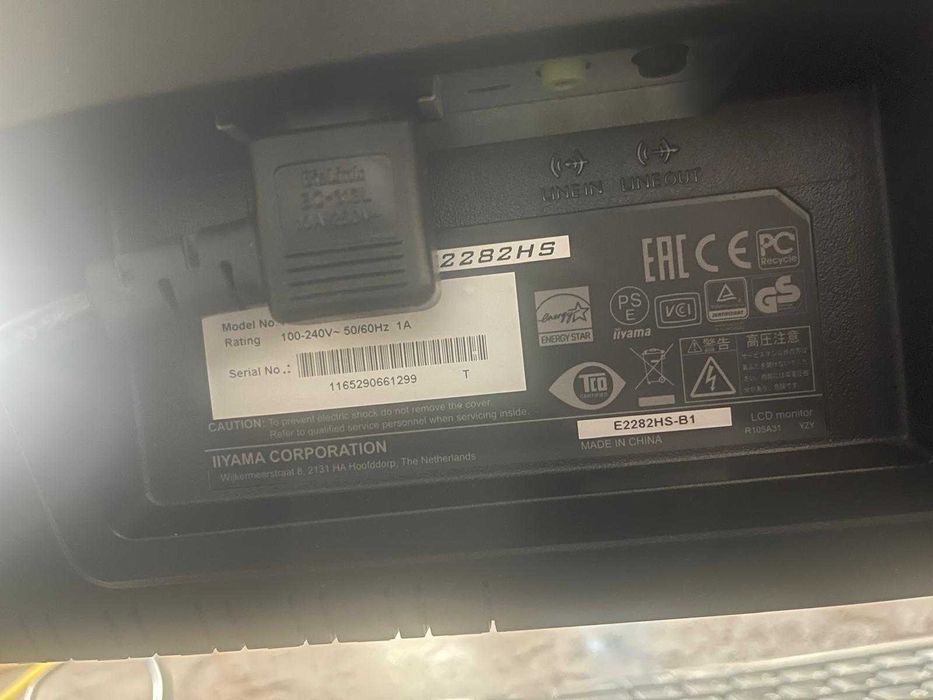 10A 250V~
LINE IN LINE OUT
2282HS
EAC CE PC
Recycle
Model No.
Rating 100-240V~ 50/60Hz 1A
Serial No.:
1165290661299 T
energy
ENERGY STAR
PS
E
iiyama
VCI
GS
TCO
CERTIFIED
警告 高圧注意
CAUTION: To prevent electric shock do not remove the cover.
Refer to qualified service personnel when servicing inside.
E2282HS-B1
LCD monitor
MADE IN CHINA
R105A31 YZY
IIYAMA CORPORATION
Wijkermeerstraat 8, 2131 HA Hoofddorp, The Netherlands